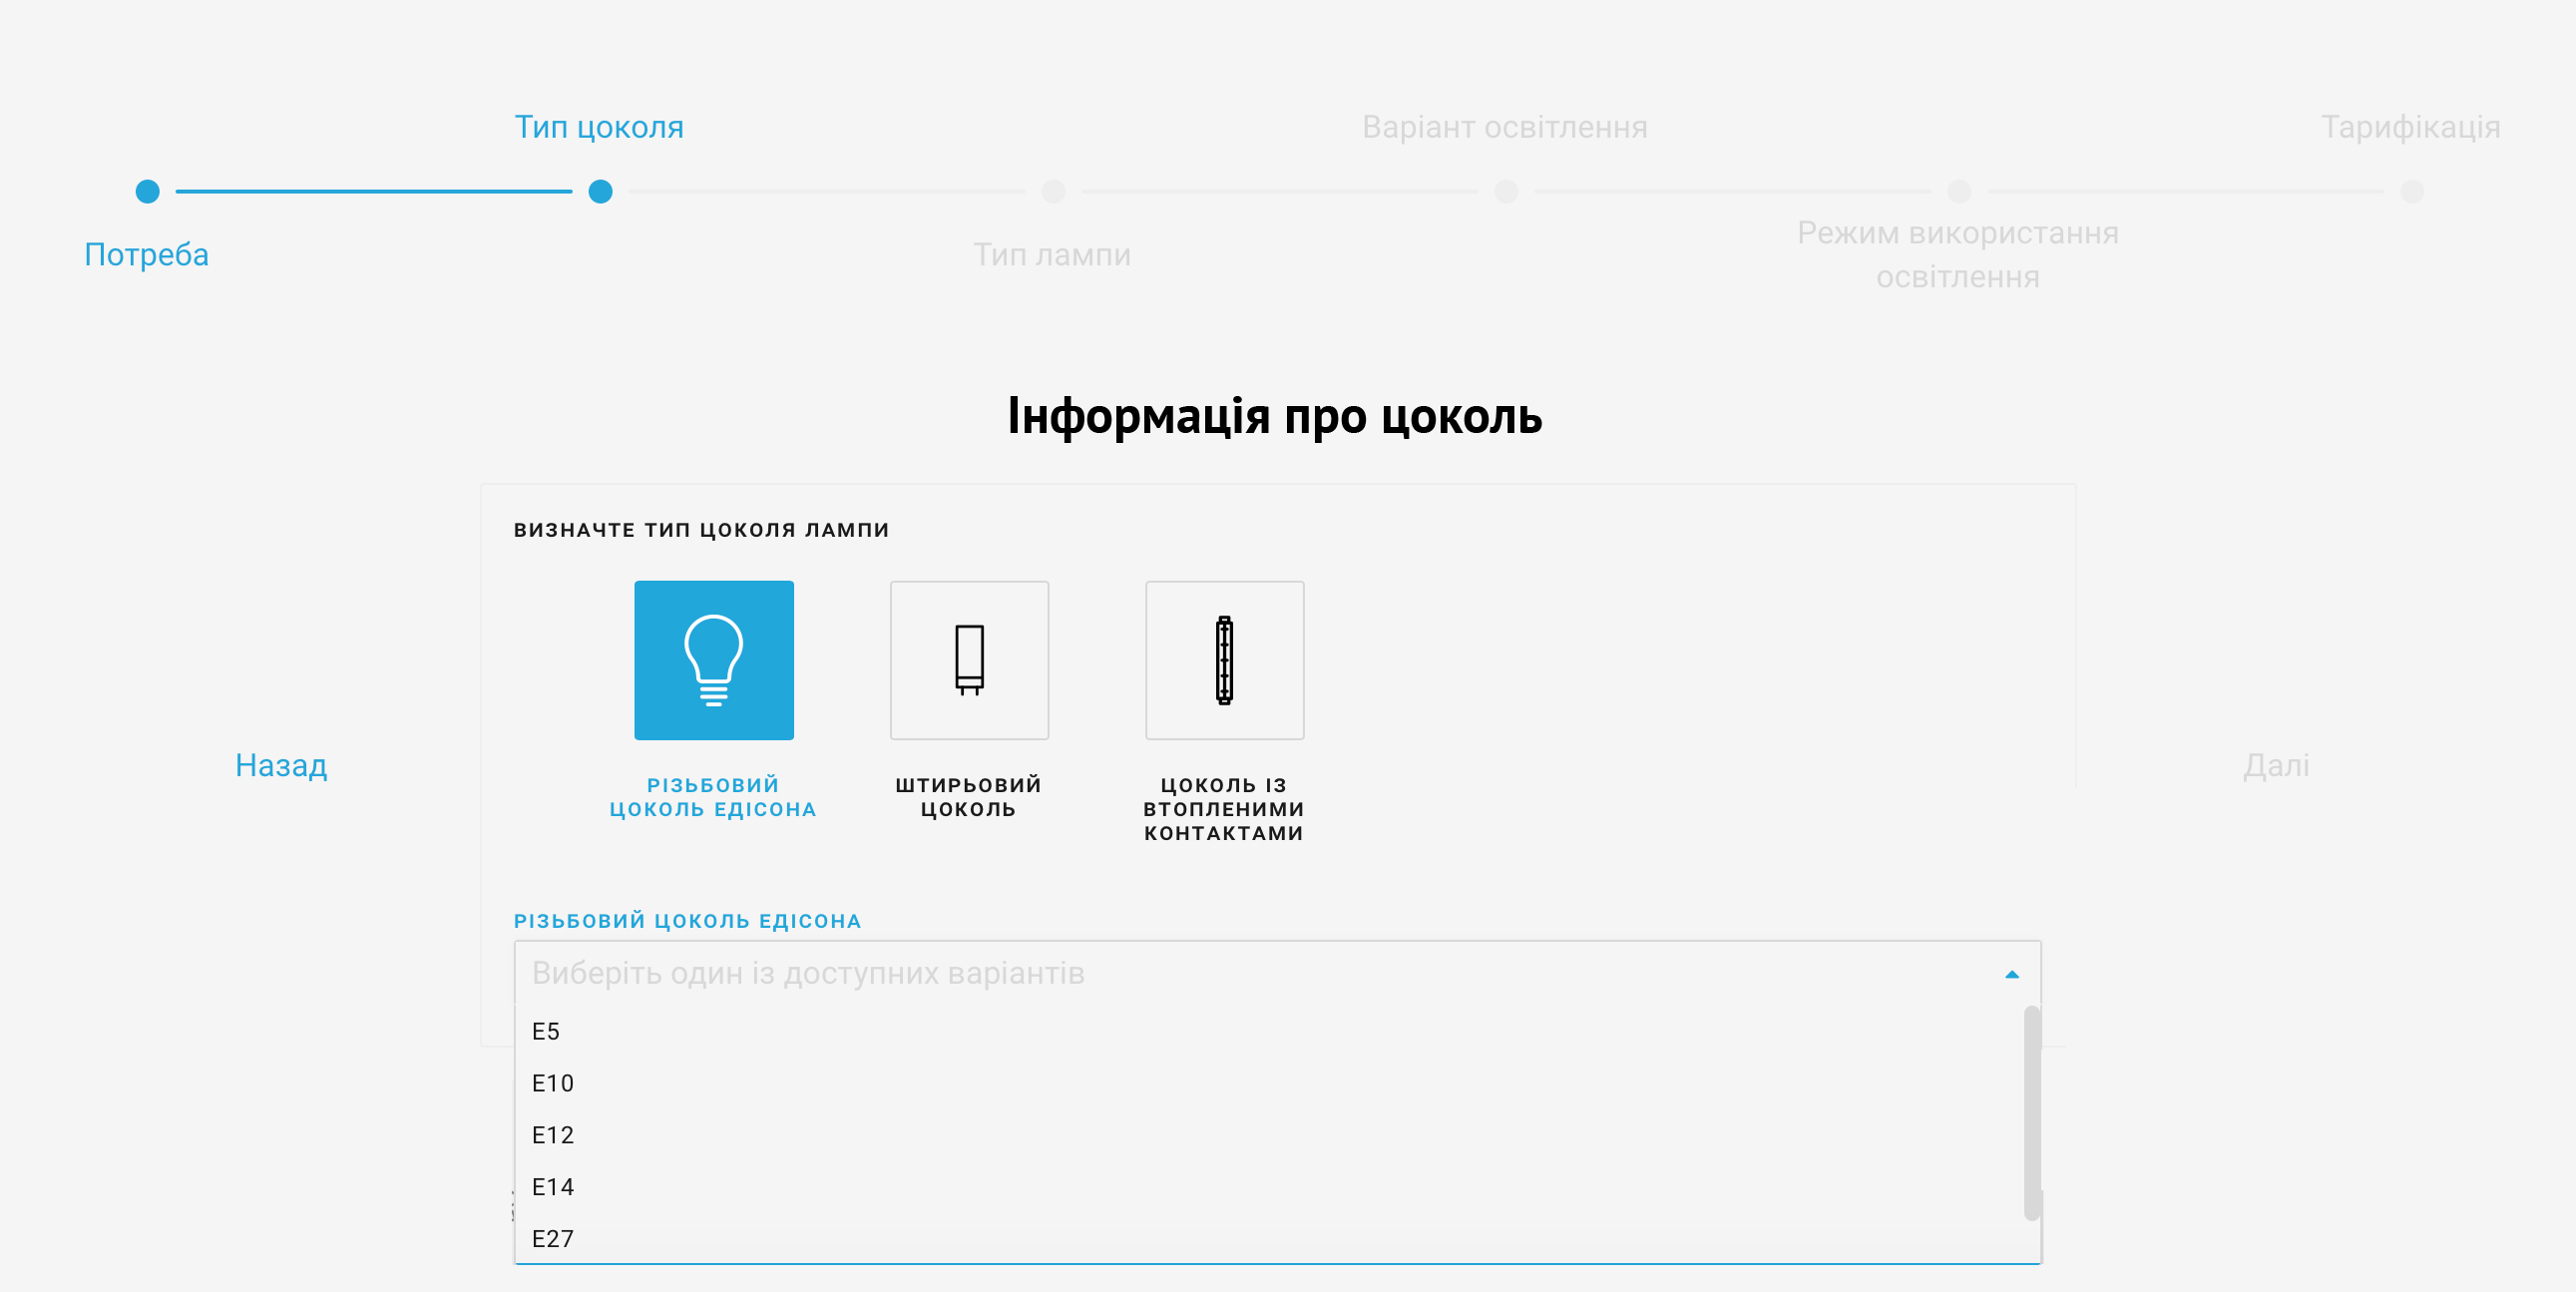 Тип цоколя
Варіант освітлення
Тарифікація
Потреба
Тип лампи
Режим використання
освітлення
Інформація про цоколь
ВИЗНАЧТЕ ТИП ЦОКОЛЯ ЛАМПИ
Назад
Далі
РІЗЬБОВИЙ
ЦОКОЛЬ ЕДІСОНА
ШТИРЬОВИЙ
ЦОКОЛЬ
ЦОКОЛЬ ІЗ
ВТОПЛЕНИМИ
КОНТАКТАМИ
РІЗЬБОВИЙ ЦОКОЛЬ ЕДІСОНА
Виберіть один із доступних варіантів
E5
E10
E12
E14
E27